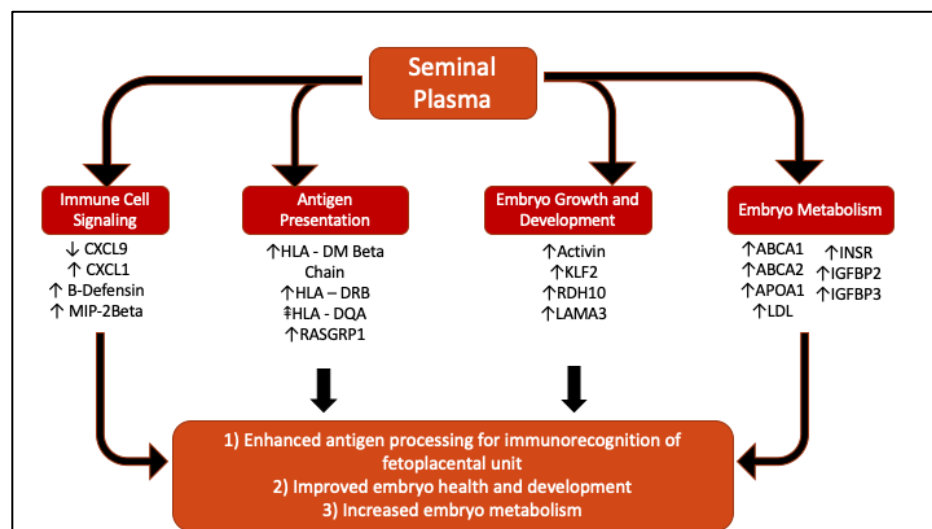 Seminal
Plasma
Immune Cell
Signaling
↓ CXCL9
↑ CXCL1
↑ B-Defensin
↑ MIP-2Beta
Antigen
Presentation
↑HLA - DM Beta
Chain
↑HLA – DRB
⇞HLA - DQA
↑RASGRP1
Embryo Growth and
Development
↑Activin
↑KLF2
↑RDH10
↑LAMA3
Embryo Metabolism
↑ABCA1
↑ABCA2
↑APOA1
↑LDL
↑INSR
↑IGFBP2
↑IGFBP3
1) Enhanced antigen processing for immunorecognition of
fetoplacental unit
2) Improved embryo health and development
3) Increased embryo metabolism